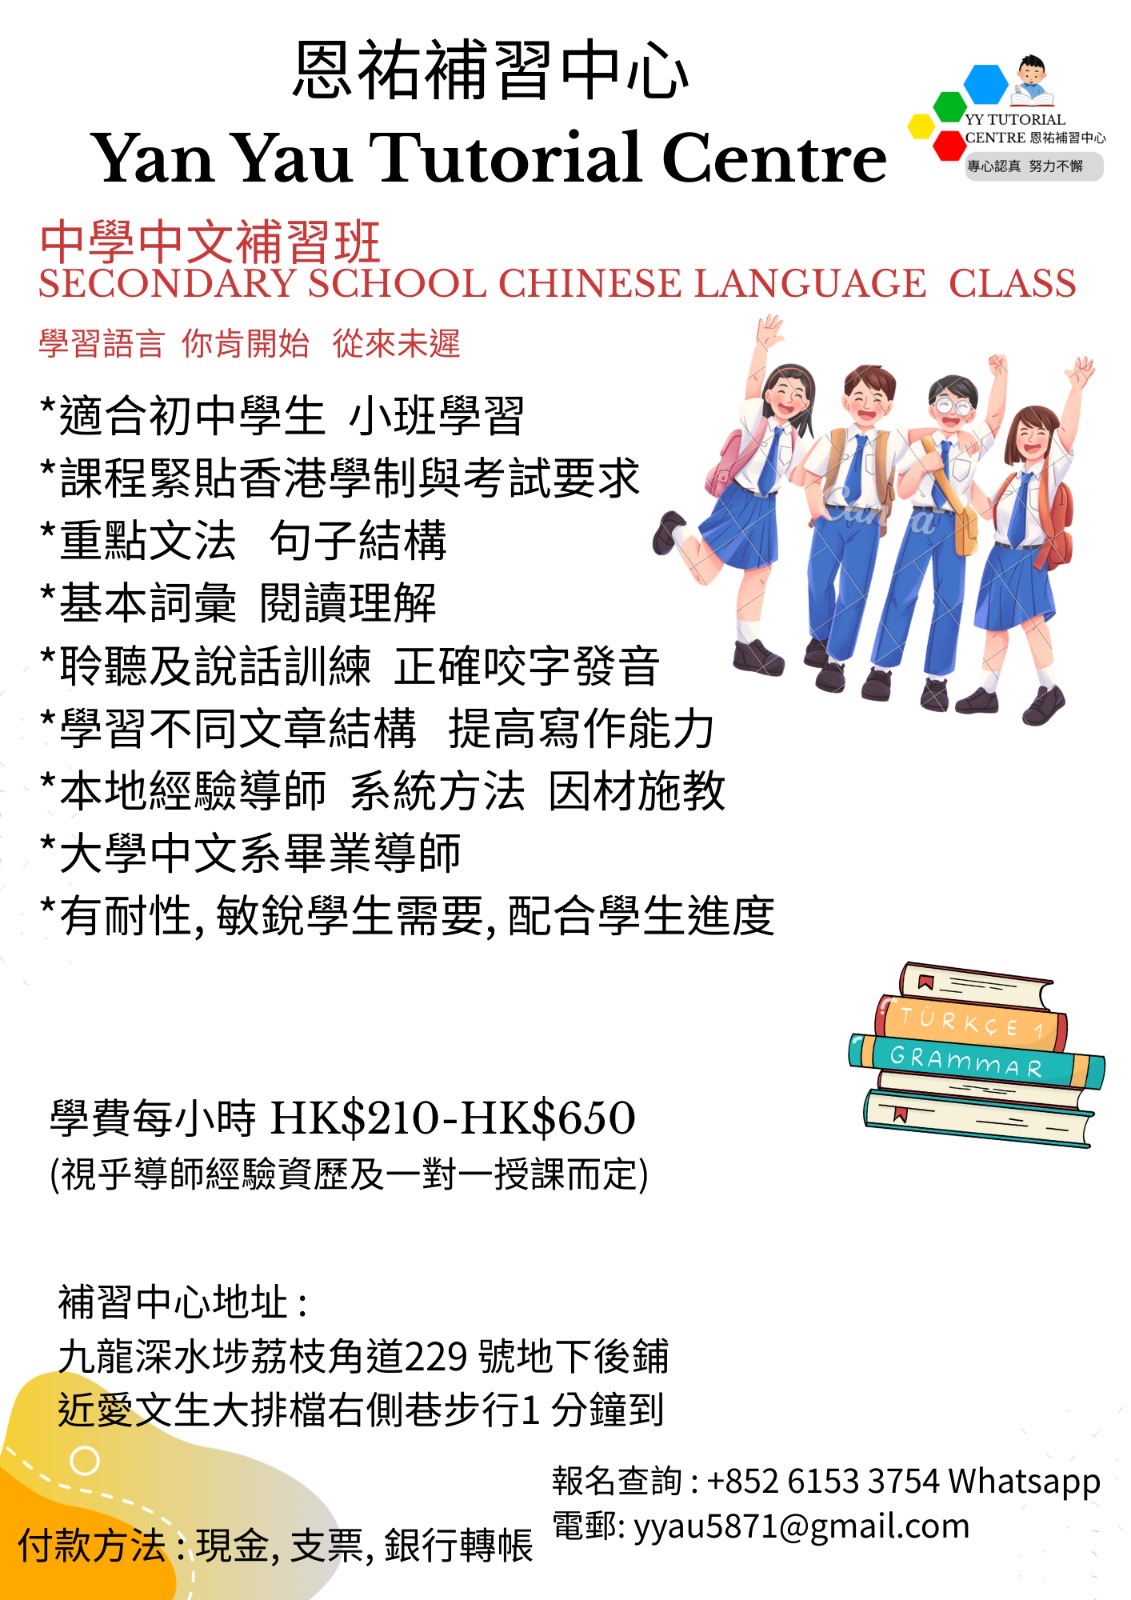 恩祐補習中心
Yan Yau Tutorial Centre
YY TUTORIAL
CENTRE 恩祐補習中心
專心認真 努力不懈
中學中文補習班
SECONDARY SCHOOL CHINESE LANGUAGE CLASS
學習語言 你肯開始 從來未遲
*適合初中學生 小班學習
*課程緊貼香港學制與考試要求
*重點文法 句子結構
*基本詞彙 閱讀理解
*聆聽及說話訓練 正確咬字發音
*學習不同文章結構 提高寫作能力
*本地經驗導師 系統方法 因材施教
*大學中文系畢業導師
*有耐性, 敏銳學生需要, 配合學生進度
Canva
TÜRKÇE 1
GRAMMAR
學費每小時 HK$210-HK$650
(視乎導師經驗資歷及一對一授課而定)
補習中心地址 :
九龍深水埗荔枝角道229 號地下後鋪
近愛文生大排檔右側巷步行1 分鐘到
報名查詢 : +852 6153 3754 Whatsapp
電郵: yyau5871@gmail.com
付款方法 : 現金, 支票, 銀行轉帳